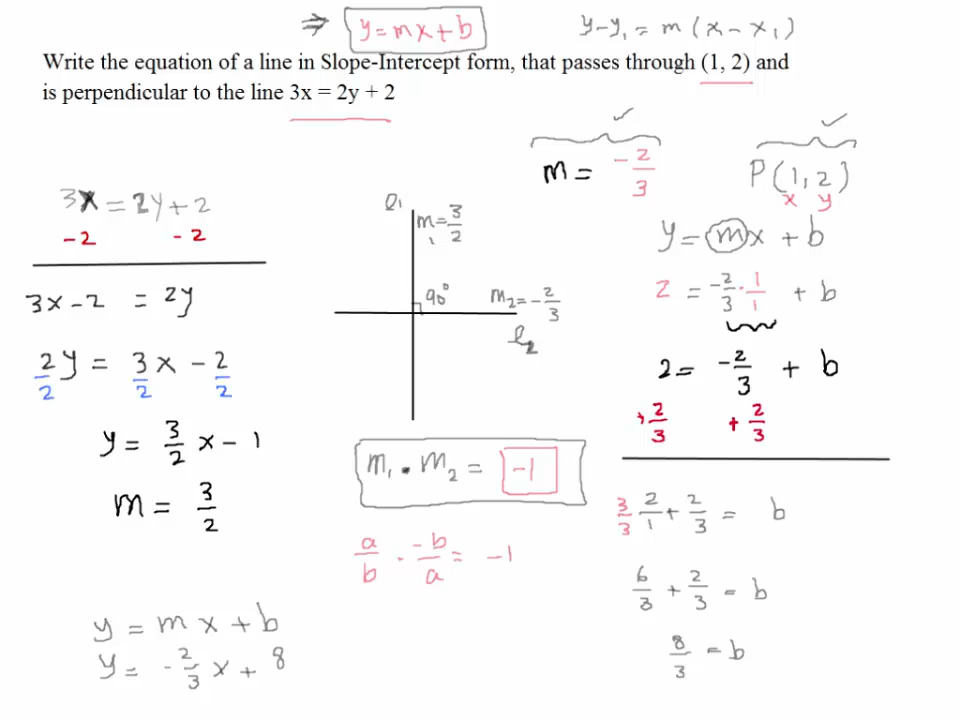 ⇒ y = mx + b
y - y₁ = m (x - x₁)
Write the equation of a line in Slope-Intercept form, that passes through (1, 2) and
is perpendicular to the line 3x = 2y + 2
3x = 2y + 2
-2 -2
3x - 2 = 2y
2y/2 = 3/2 x - 2/2
y = 3/2 x - 1
m = 3/2
y = mx + b
y = -2/3 x + 8
l₁
m₁ = 3/2
90°
m₂ = -2/3
l₂
m₁ · m₂ = -1
a/b · -b/a = -1
m = -2/3
✓
✓
P(1, 2)
x y
y = mx + b
2 = -2/3 · 1/1 + b
2 = -2/3 + b
+2/3 +2/3
3/3 2/1 + 2/3 = b
6/3 + 2/3 = b
8/3 = b